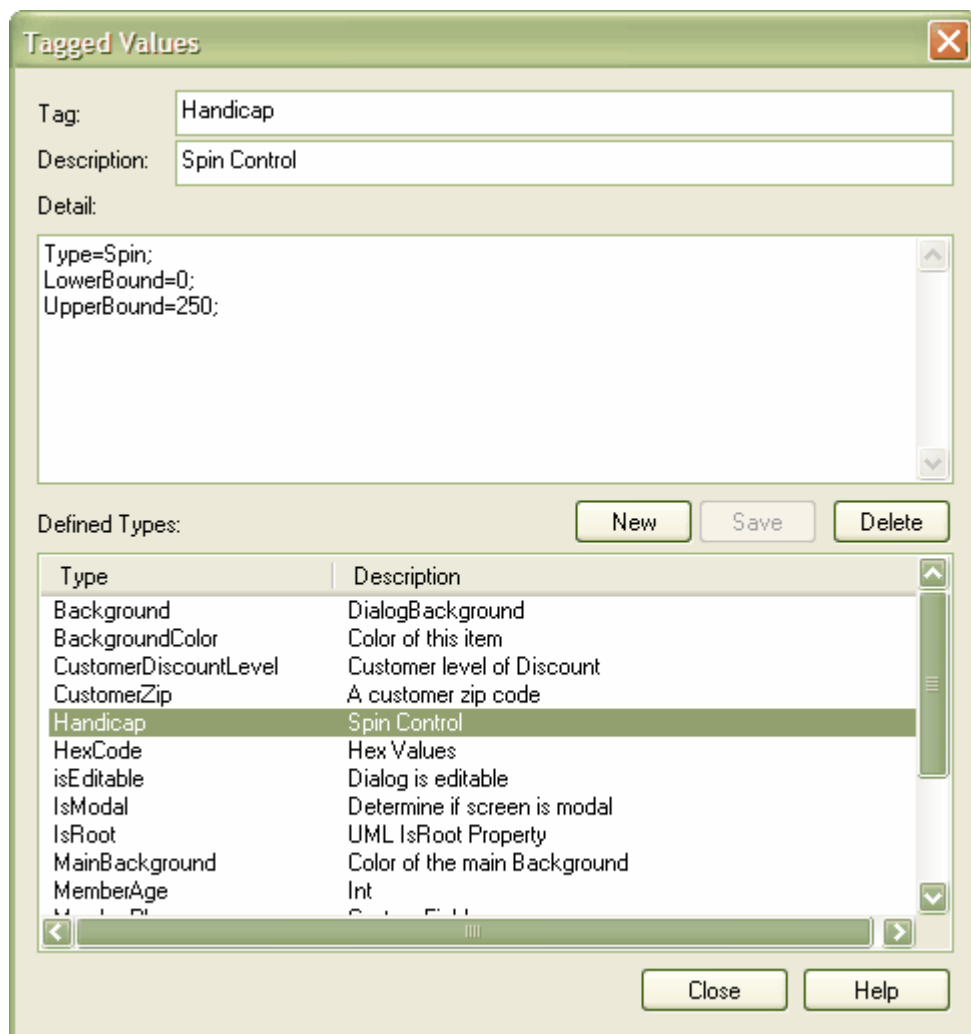 Tagged Values
Tag: Handicap
Description: Spin Control
Detail:
Type=Spin;
LowerBound=0;
UpperBound=250;
Defined Types: New Save Delete
Type Description
Background DialogBackground
BackgroundColor Color of this item
CustomerDiscountLevel Customer level of Discount
CustomerZip A customer zip code
Handicap Spin Control
HexCode Hex Values
isEditable Dialog is editable
IsModal Determine if screen is modal
IsRoot UML IsRoot Property
MainBackground Color of the main Background
MemberAge Int
Close Help